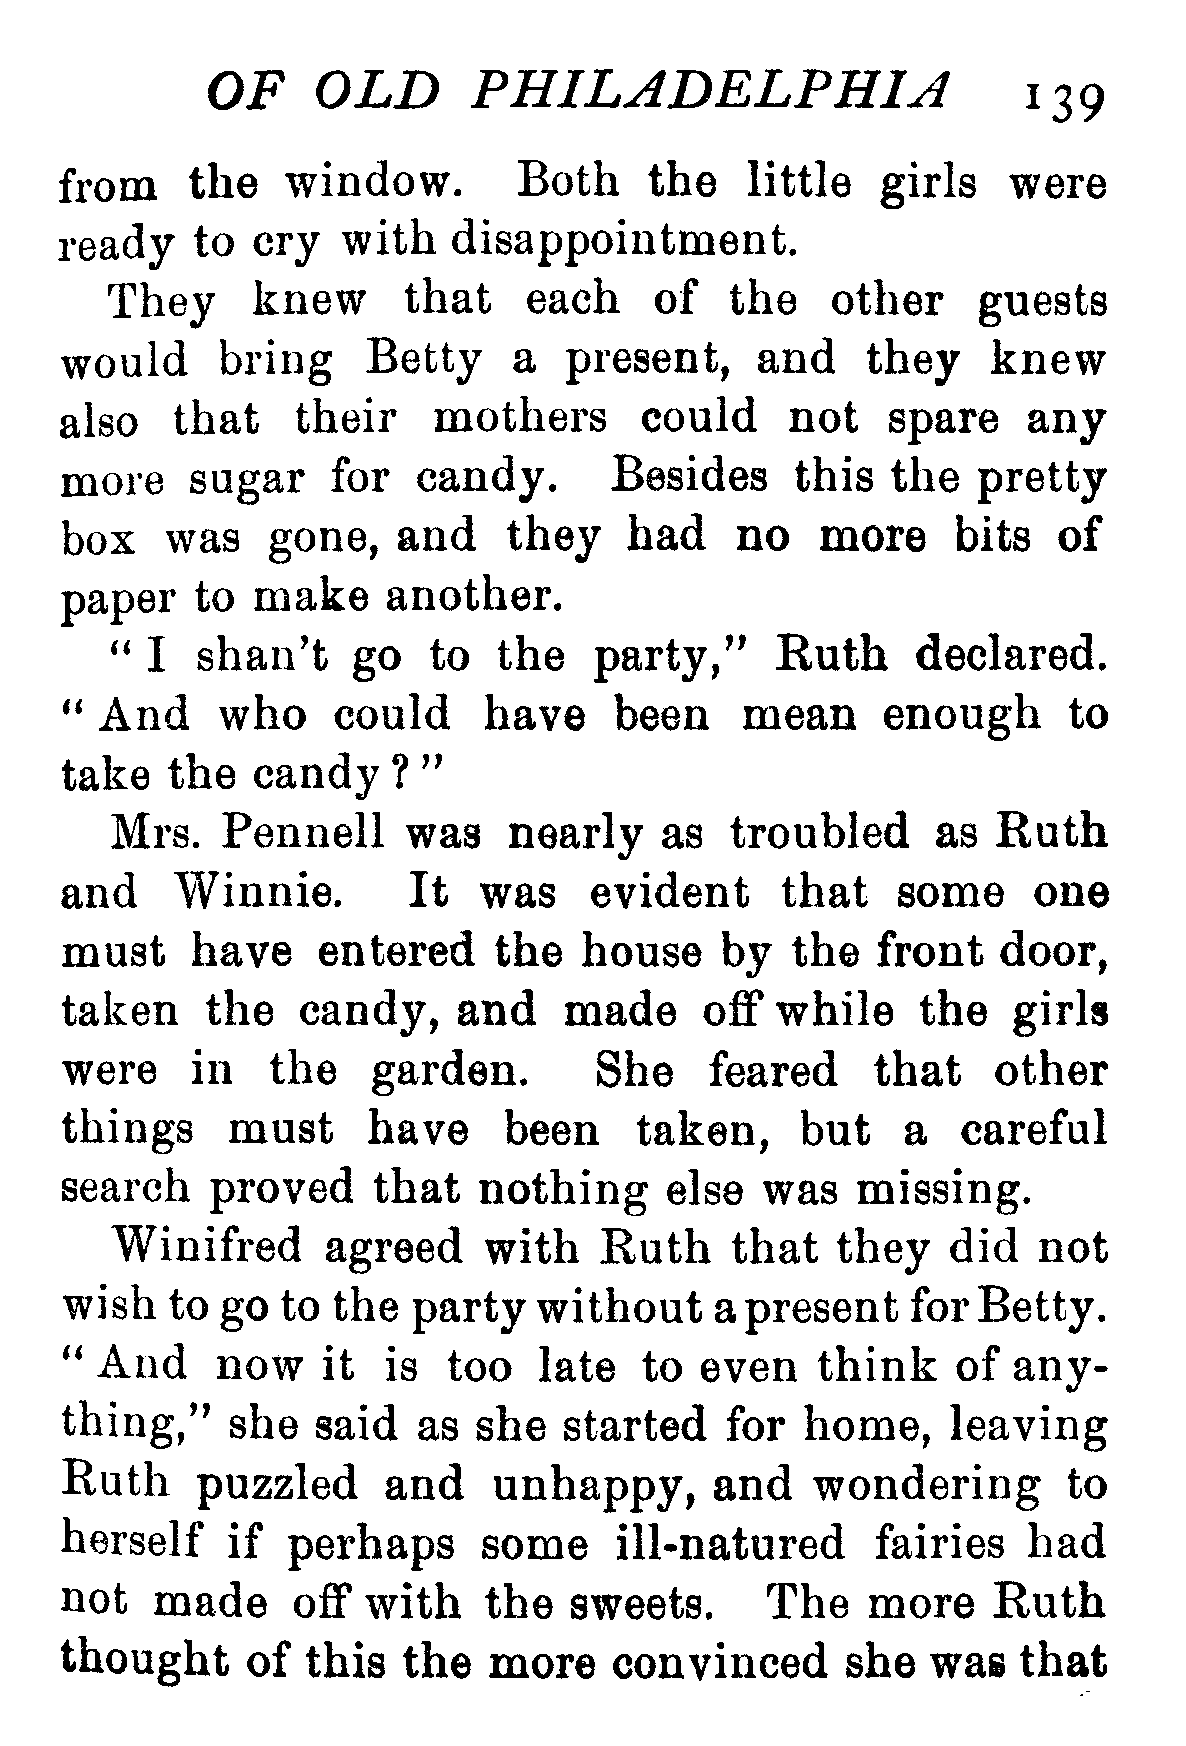 OF OLD PHILADELPHIA 139
from the window. Both the little girls were
ready to cry with disappointment.
They knew that each of the other guests
would bring Betty a present, and they knew
also that their mothers could not spare any
more sugar for candy. Besides this the pretty
box was gone, and they had no more bits of
paper to make another.
“ I shan’t go to the party,” Ruth declared.
“ And who could have been mean enough to
take the candy ? ”
Mrs. Pennell was nearly as troubled as Ruth
and Winnie. It was evident that some one
must have entered the house by the front door,
taken the candy, and made off while the girls
were in the garden. She feared that other
things must have been taken, but a careful
search proved that nothing else was missing.
Winifred agreed with Ruth that they did not
wish to go to the party without a present for Betty.
“ And now it is too late to even think of any-
thing,” she said as she started for home, leaving
Ruth puzzled and unhappy, and wondering to
herself if perhaps some ill-natured fairies had
not made off with the sweets. The more Ruth
thought of this the more convinced she was that